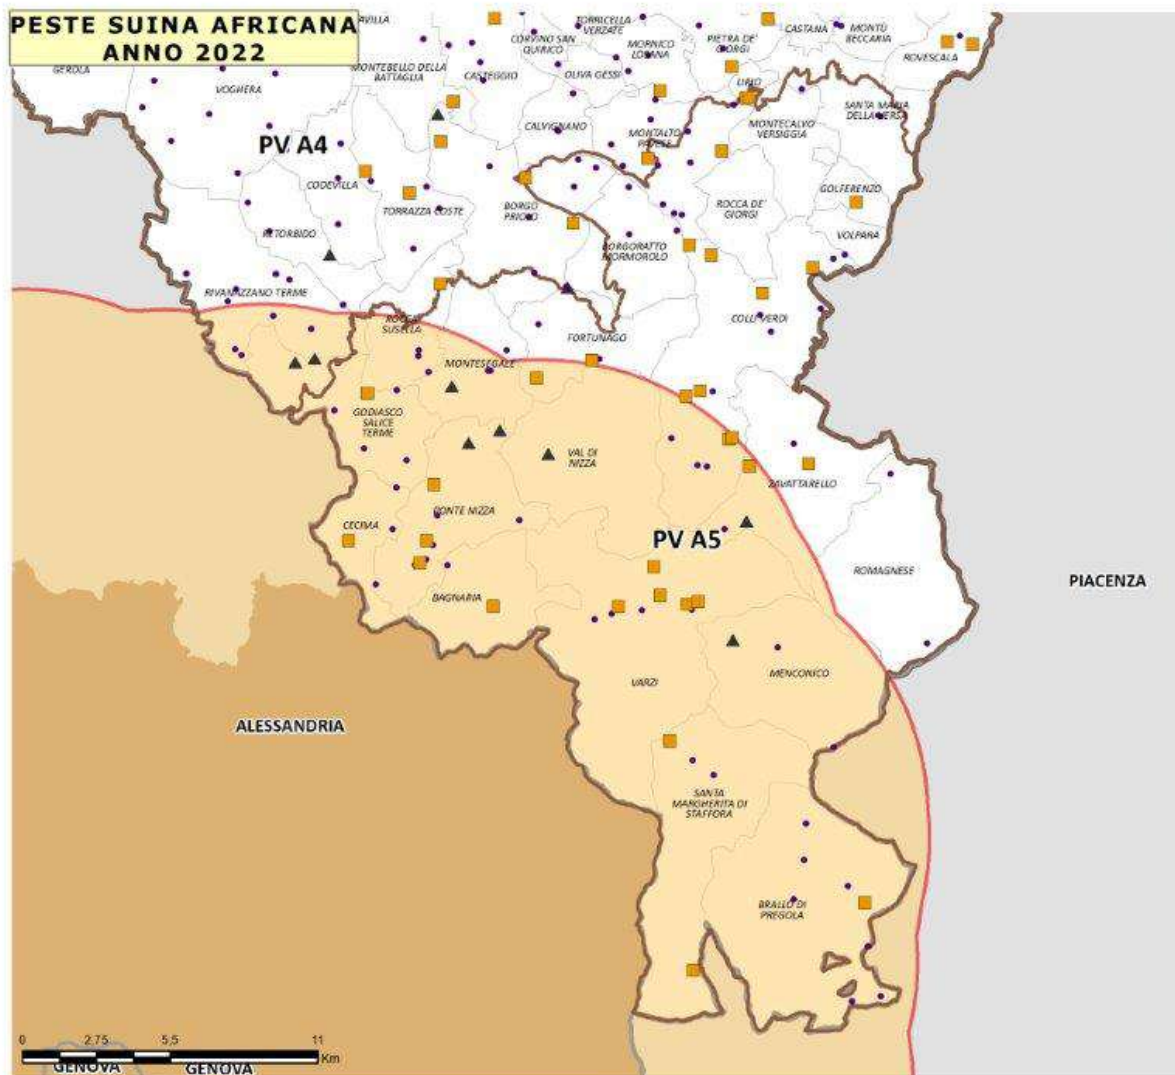 PESTE SUINA AFRICANA
ANNO 2022
AVILLA
CORVINO SAN
QUIRICO
TORRICELLA
VERZATE
MORNICO
LOSANA
PIETRA DE'
GIORGI
CASTANA
MONTÙ
BECCARIA
ROVESCALA
GEROLA
VOGHERA
MONTEBELLO DELLA
BATTAGLIA
CASTEGGIO
OLIVA GESSI
LIRIO
PV A4
CALVIGNANO
MONTALTO
PAVESE
MONTECALVO
VERSIGGIA
SANTA MARIA
DELLA VERSA
CODEVILLA
TORRAZZA COSTE
BORGO
PRIOLO
ROCCA DE'
GIORGI
GOLFERENZO
VOLPARA
RETORBIDO
BORGORATTO
MORMOROLO
RIVANAZZANO TERME
ROCCA
SUSELLA
FORTUNAGO
COLLI VERDI
MONTESEGALE
GODIASCO
SALICE
TERME
VAL DI
NIZZA
ZAVATTARELLO
CECIMA
PONTE NIZZA
PV A5
ROMAGNESE
PIACENZA
BAGNARIA
VARZI
MENCONICO
ALESSANDRIA
SANTA
MARGHERITA DI
STAFFORA
BRALLO DI
PREGOLA
0 2.75 5,5 11
Km
GENOVA GENOVA